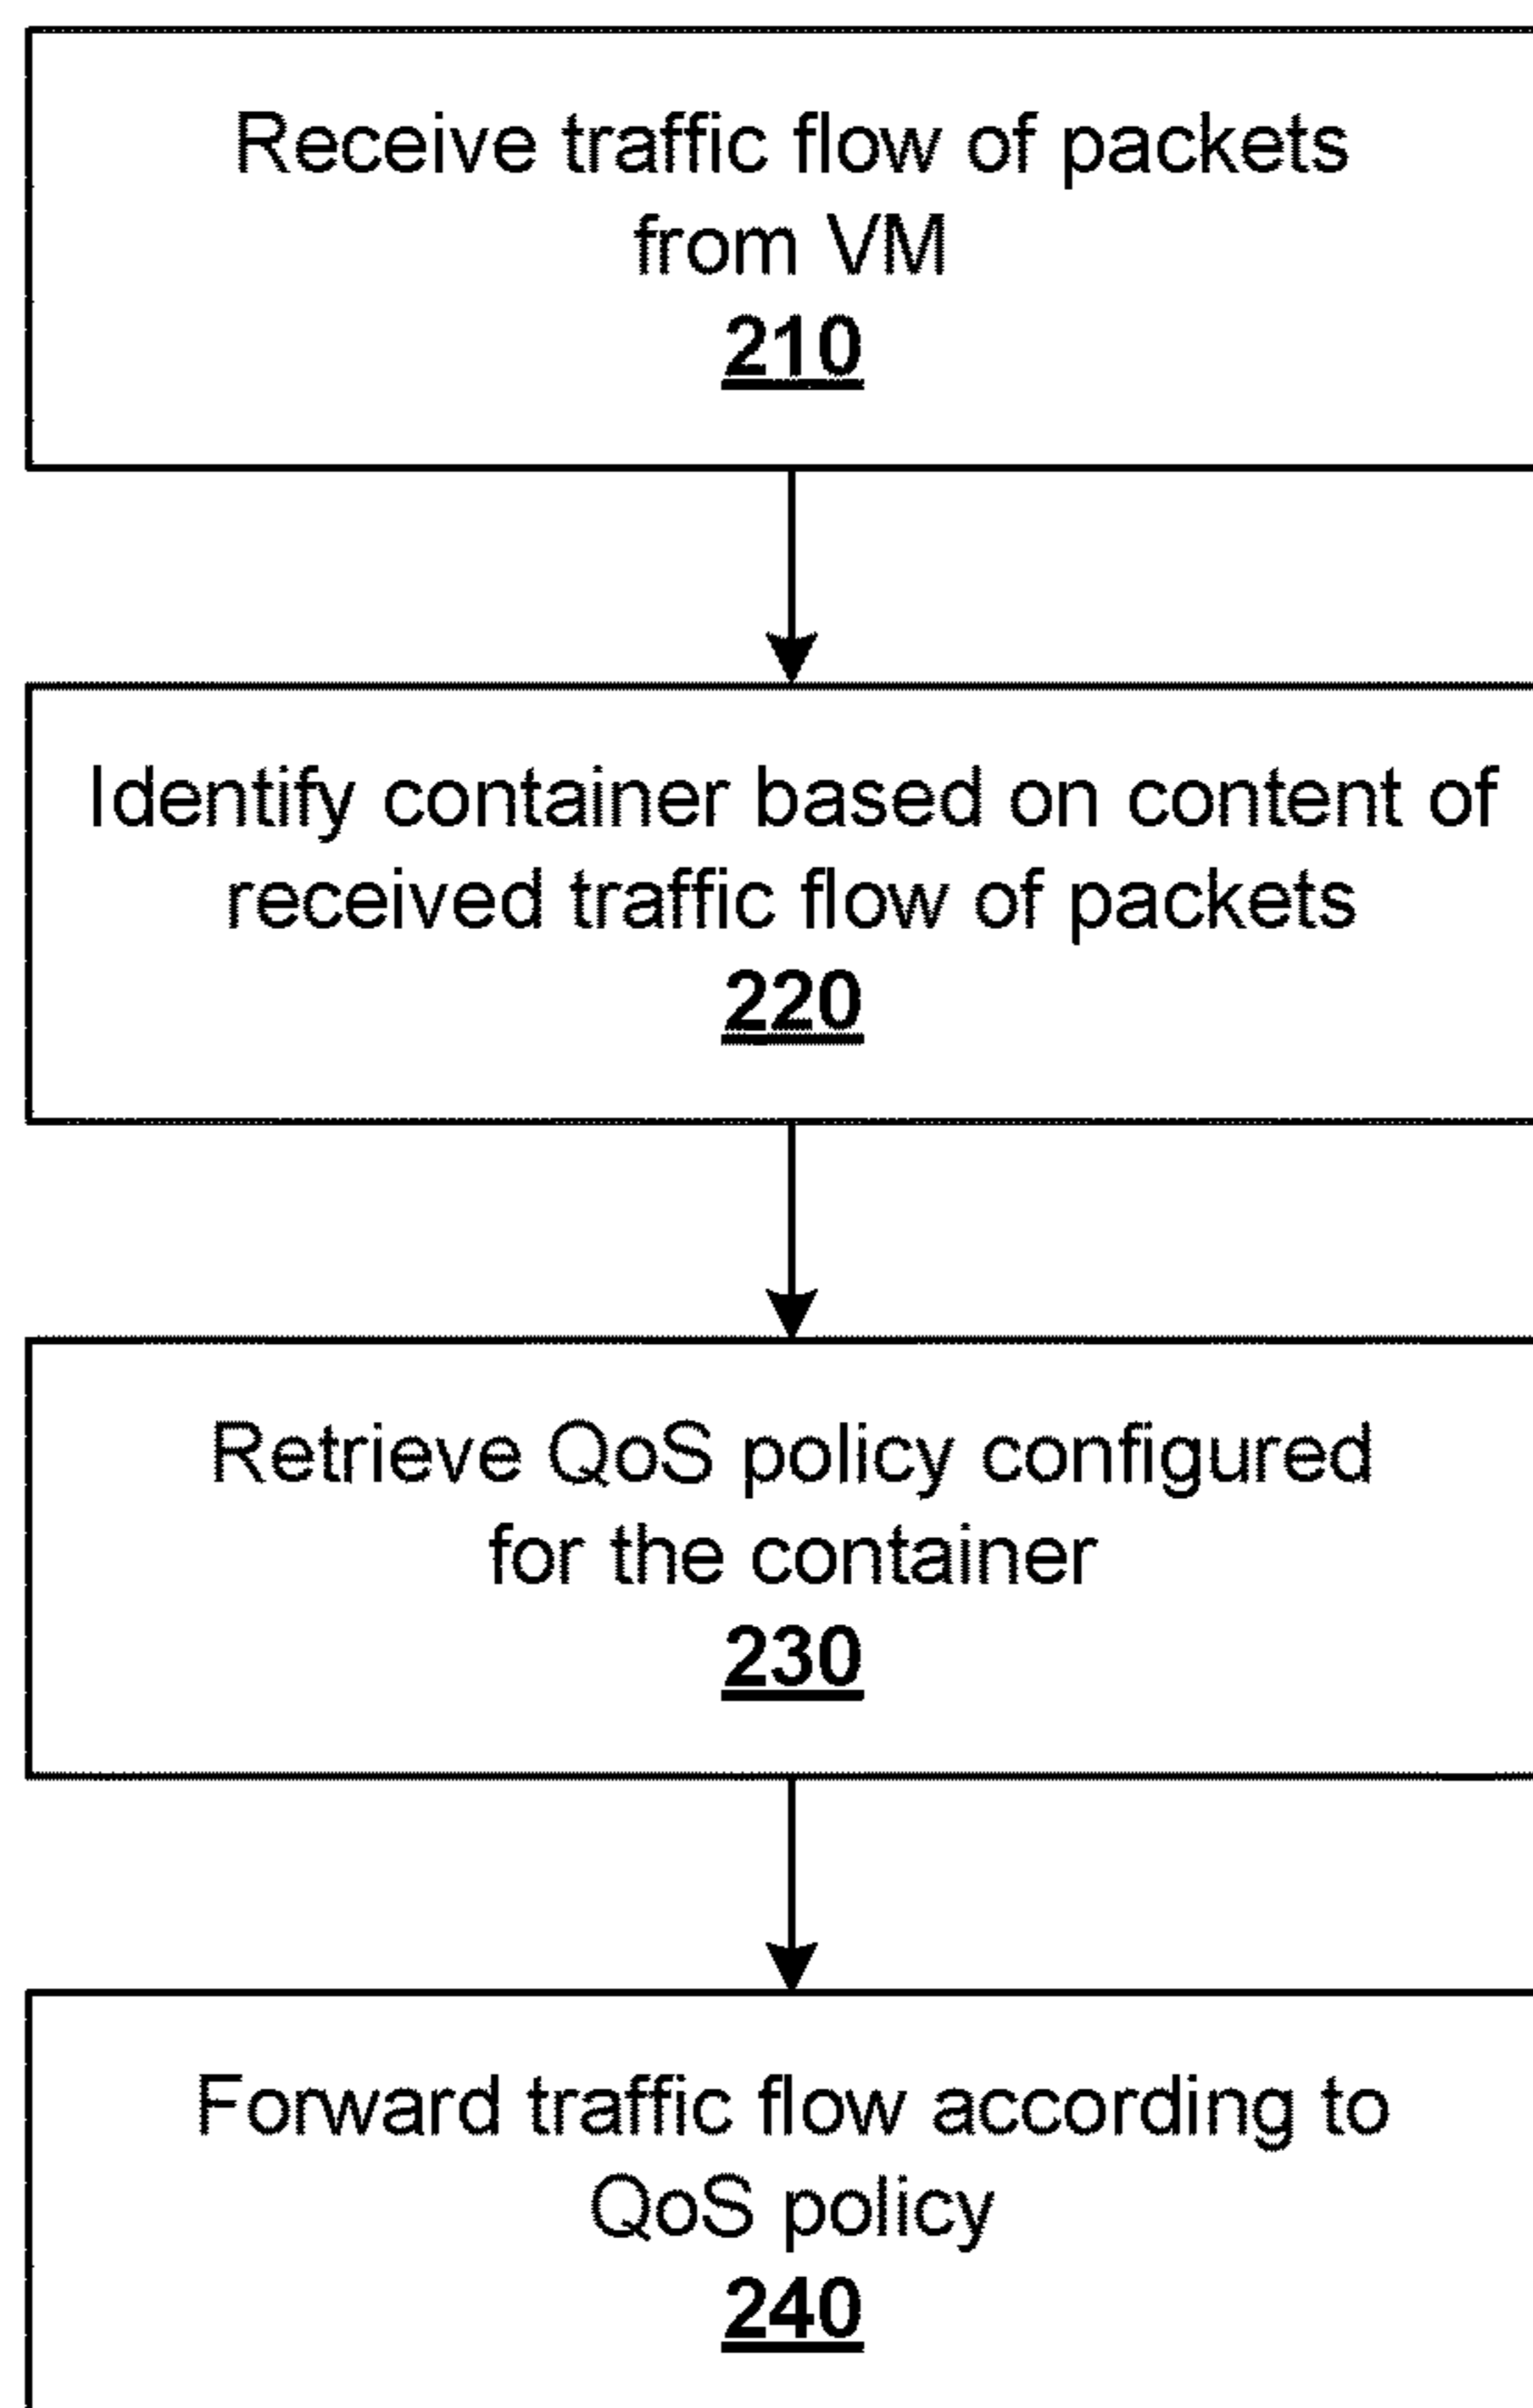 Receive traffic flow of packets
from VM
210
Identify container based on content of
received traffic flow of packets
220
Retrieve QoS policy configured
for the container
230
Forward traffic flow according to
QoS policy
240